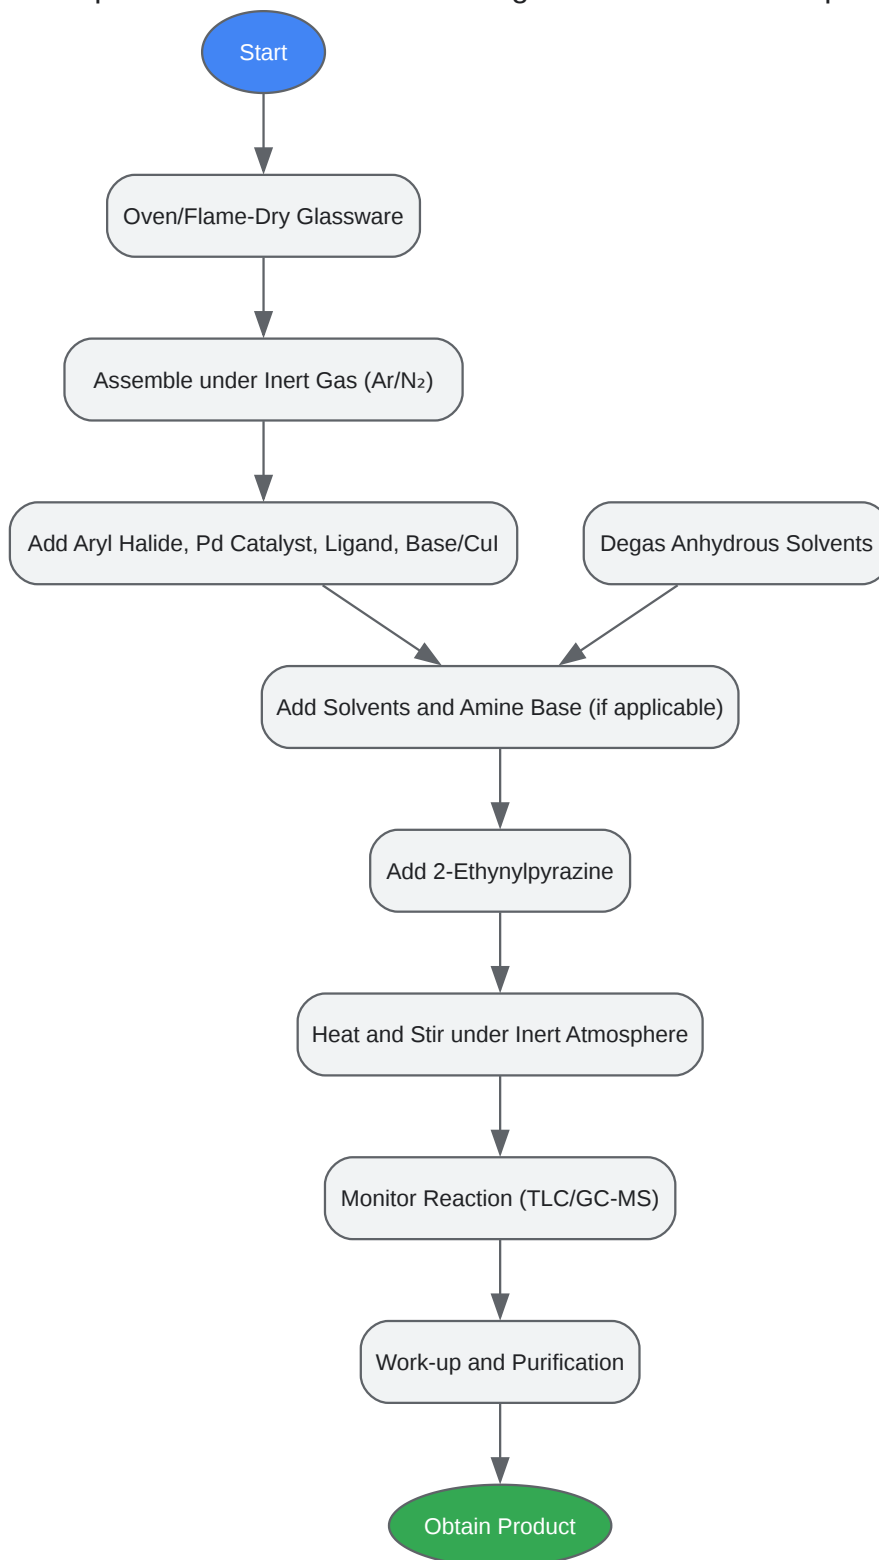 Start
Oven/Flame-Dry Glassware
Assemble under Inert Gas (Ar/N₂)
Add Aryl Halide, Pd Catalyst, Ligand, Base/CuI
Degas Anhydrous Solvents
Add Solvents and Amine Base (if applicable)
Add 2-Ethynylpyrazine
Heat and Stir under Inert Atmosphere
Monitor Reaction (TLC/GC-MS)
Work-up and Purification
Obtain Product